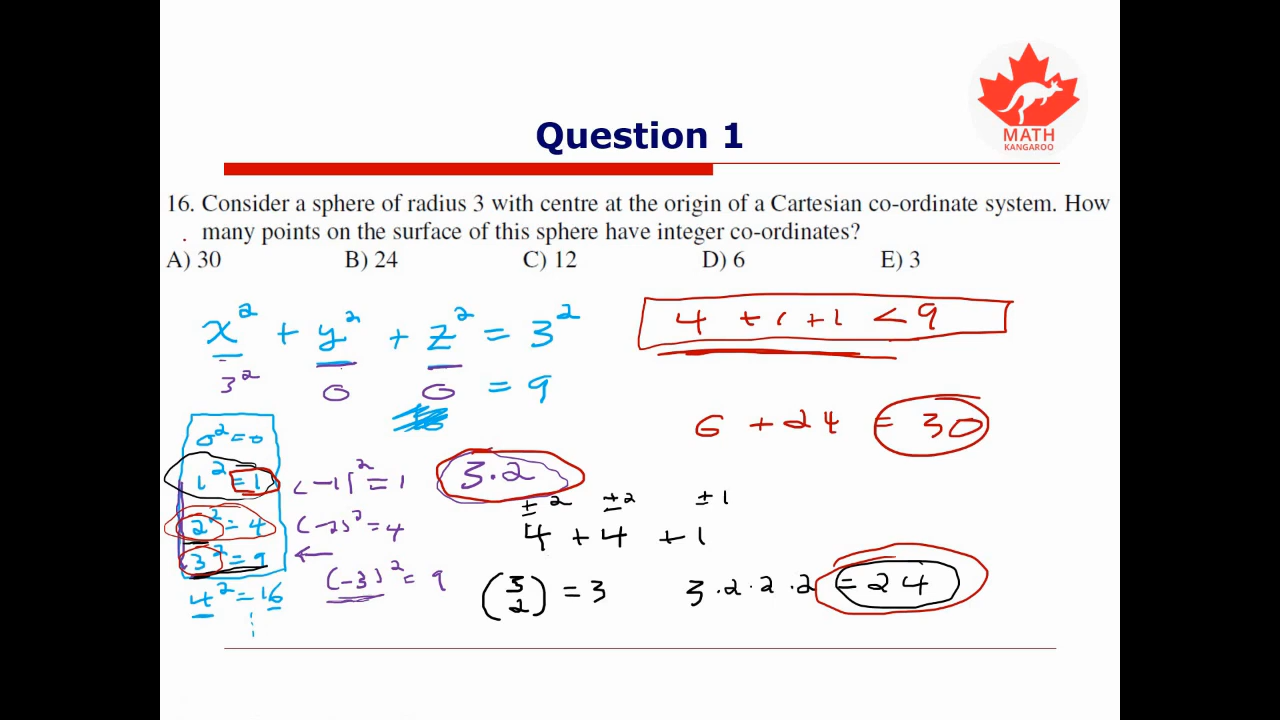 MATH
KANGAROO
Question 1
16. Consider a sphere of radius 3 with centre at the origin of a Cartesian co-ordinate system. How
. many points on the surface of this sphere have integer co-ordinates?
A) 30 B) 24 C) 12 D) 6 E) 3
x² + y² + z² = 3²
3² 0 0 = 9
4 + 1 + 1 < 9
6 + 24 = 30
0² = 0
1² = 1 (-1)² = 1
2² = 4 (-2)² = 4
3² = 9 ← (-3)² = 9
4² = 16
⋮
3·2
±2 ±2 ±1
4 + 4 + 1
(3 2) = 3 3·2·2·2 = 24